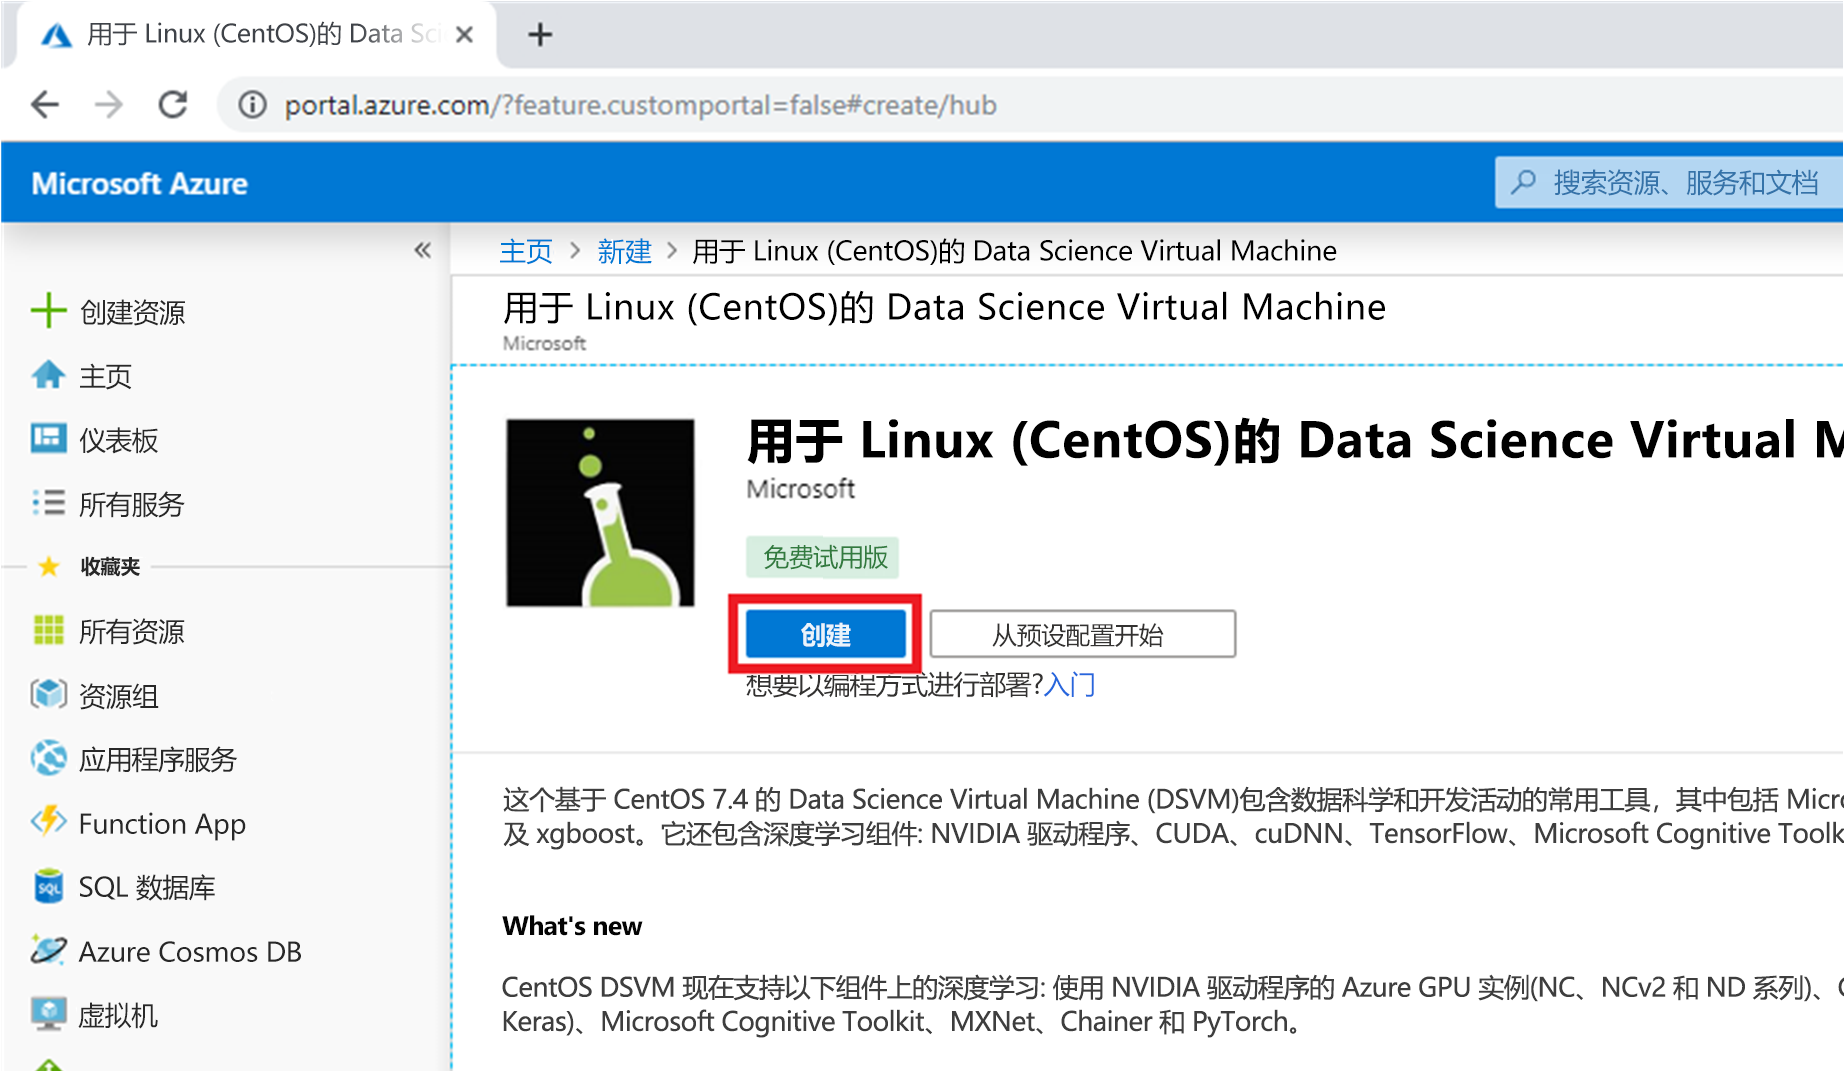 用于 Linux (CentOS)的 Data Sci
portal.azure.com/?feature.customportal=false#create/hub
Microsoft Azure
搜索资源、服务和文档
主页 > 新建 > 用于 Linux (CentOS)的 Data Science Virtual Machine
用于 Linux (CentOS)的 Data Science Virtual Machine
Microsoft
创建资源
主页
仪表板
所有服务
收藏夹
所有资源
资源组
应用程序服务
Function App
SQL 数据库
Azure Cosmos DB
虚拟机
用于 Linux (CentOS)的 Data Science Virtual
Microsoft
免费试用版
创建
从预设配置开始
想要以编程方式进行部署?入门
这个基于 CentOS 7.4 的 Data Science Virtual Machine (DSVM)包含数据科学和开发活动的常用工具，其中包括 Micro
及 xgboost。它还包含深度学习组件: NVIDIA 驱动程序、CUDA、cuDNN、TensorFlow、Microsoft Cognitive Toolk
What's new
CentOS DSVM 现在支持以下组件上的深度学习: 使用 NVIDIA 驱动程序的 Azure GPU 实例(NC、NCv2 和 ND 系列)、
Keras)、Microsoft Cognitive Toolkit、MXNet、Chainer 和 PyTorch。